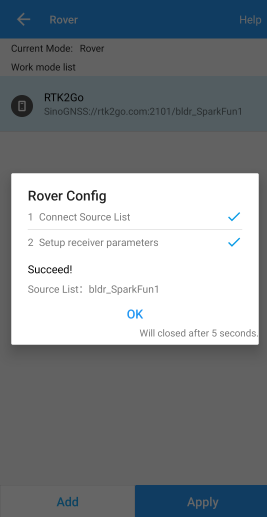 Rover
Help
Current Mode: Rover
Work mode list
RTK2Go
SinoGNSS://rtk2go.com:2101/bldr_SparkFun1
Rover Config
1 Connect Source List
2 Setup receiver parameters
Succeed!
Source List: bldr_SparkFun1
OK
Will closed after 5 seconds.
Add
Apply